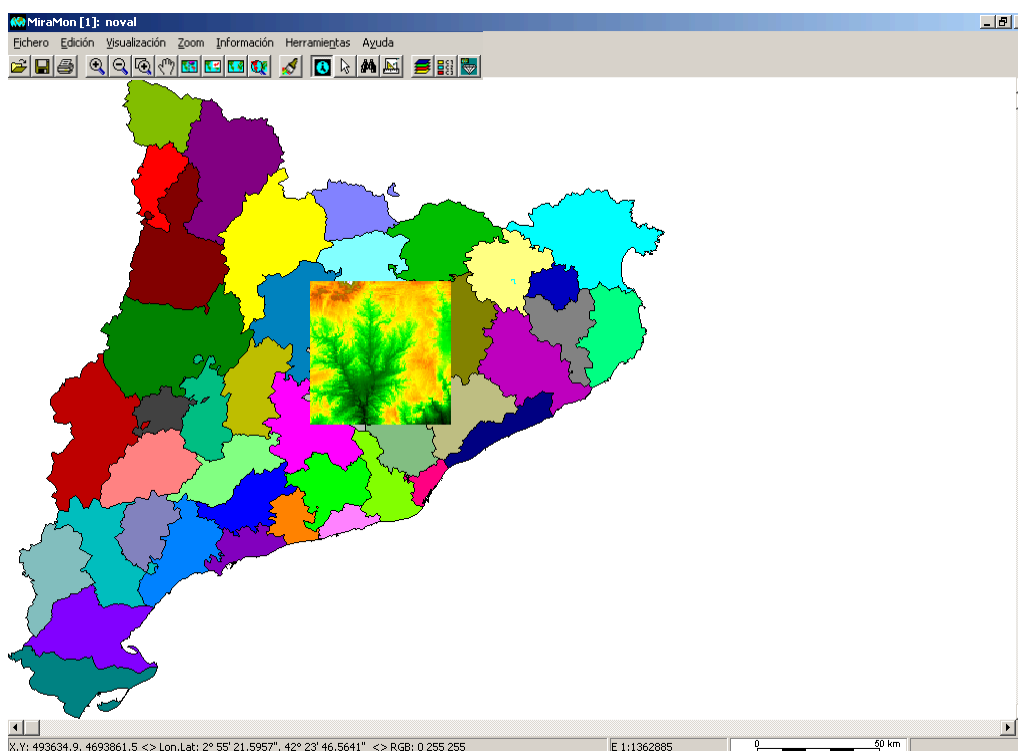 MiraMon [1]: noval
Fichero Edición Visualización Zoom Información Herramientas Ayuda
X,Y: 493634.9, 4693861.5 <> Lon,Lat: 2° 55' 21.5957", 42° 23' 46.5641" <> RGB: 0 255 255
E 1:1362885
0 50 km